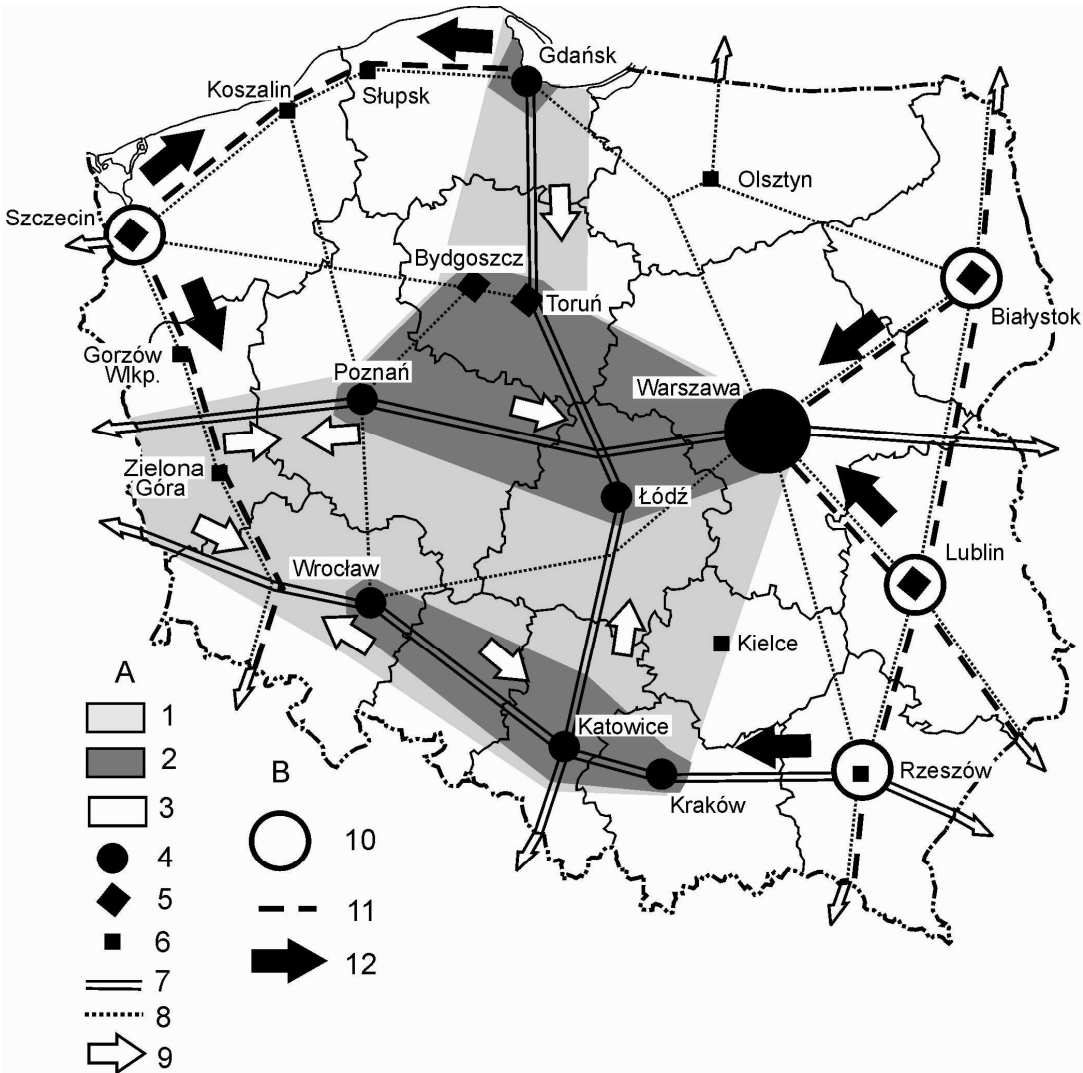 Gdańsk
Koszalin
Słupsk
Olsztyn
Szczecin
Bydgoszcz
Toruń
Białystok
Gorzów
Wlkp.
Poznań
Warszawa
Zielona
Góra
Łódź
Wrocław
Lublin
Kielce
Katowice
Rzeszów
Kraków
A
1
2
3
4
5
6
7
8
9
B
10
11
12